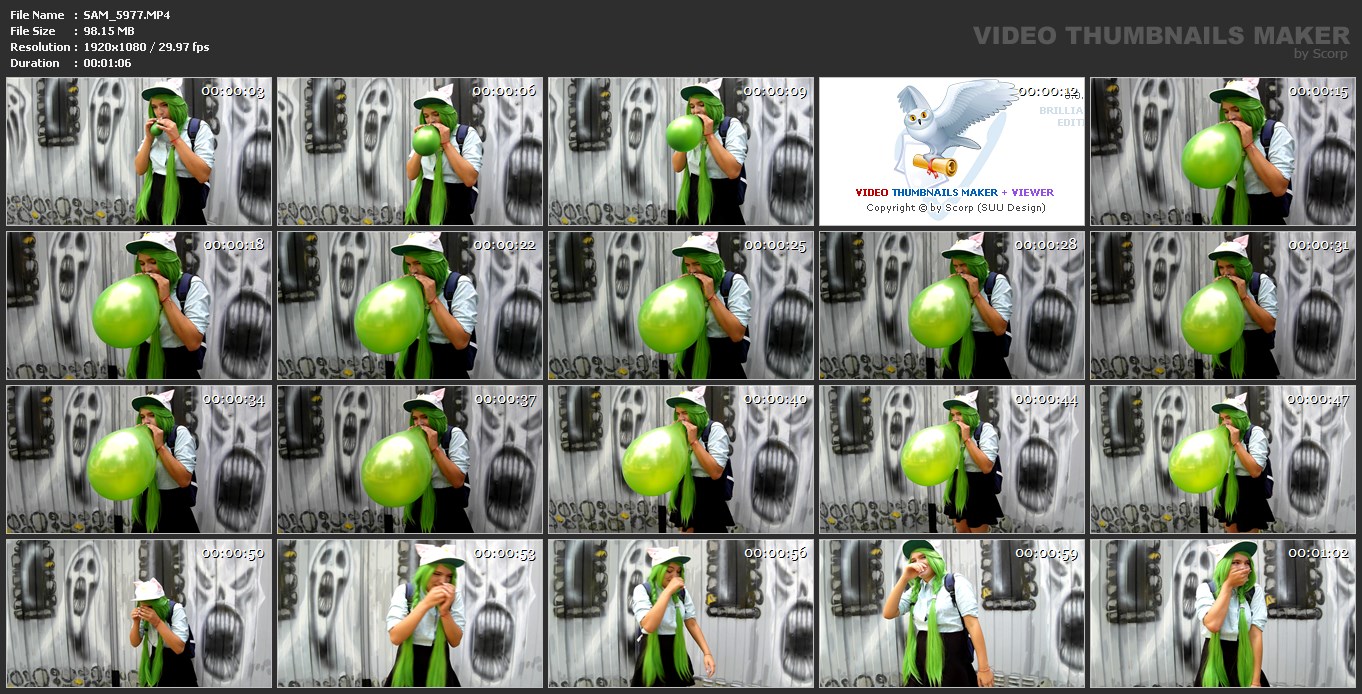 File Name : SAM_5977.MP4
File Size : 98.15 MB
Resolution : 1920x1080 / 29.97 fps
Duration : 00:01:06
VIDEO THUMBNAILS MAKER
by Scorp
00:00:03
00:00:06
00:00:09
00:00:12
BRILLIA
EDIT
VIDEO THUMBNAILS MAKER + VIEWER
Copyright © by Scorp (SUU Design)
00:00:15
00:00:18
00:00:22
00:00:25
00:00:28
00:00:31
00:00:34
00:00:37
00:00:40
00:00:44
00:00:47
00:00:50
00:00:53
00:00:56
00:00:59
00:01:02